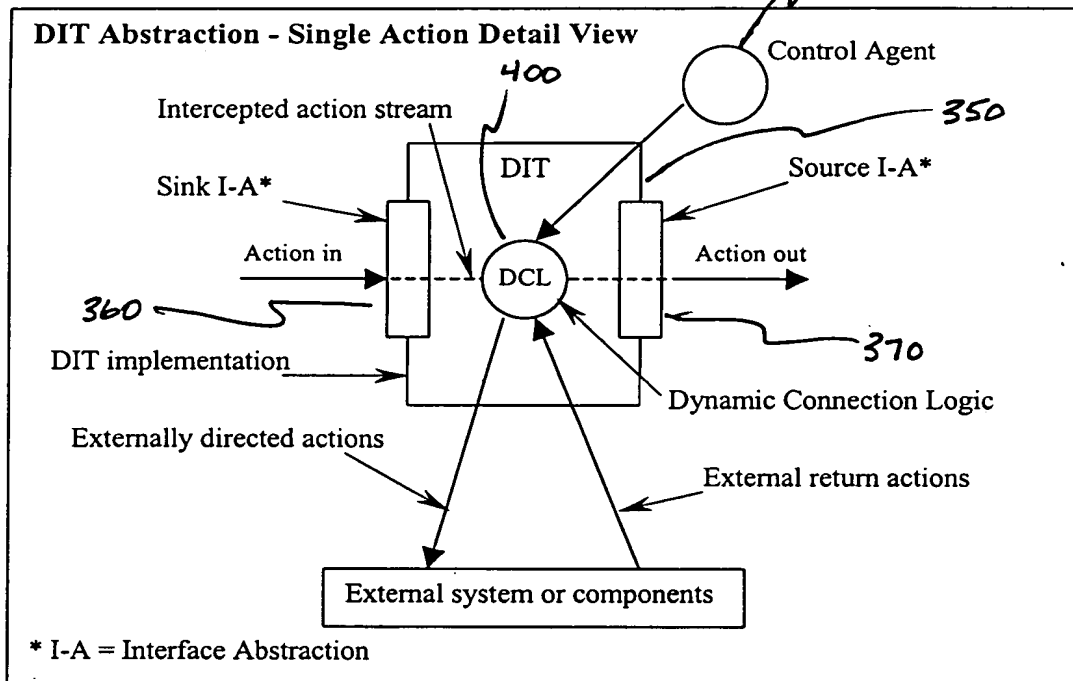 DIT Abstraction - Single Action Detail View
Control Agent
400
Intercepted action stream
350
DIT
Sink I-A*
Source I-A*
Action in
DCL
Action out
360
370
DIT implementation
Dynamic Connection Logic
Externally directed actions
External return actions
External system or components
* I-A = Interface Abstraction